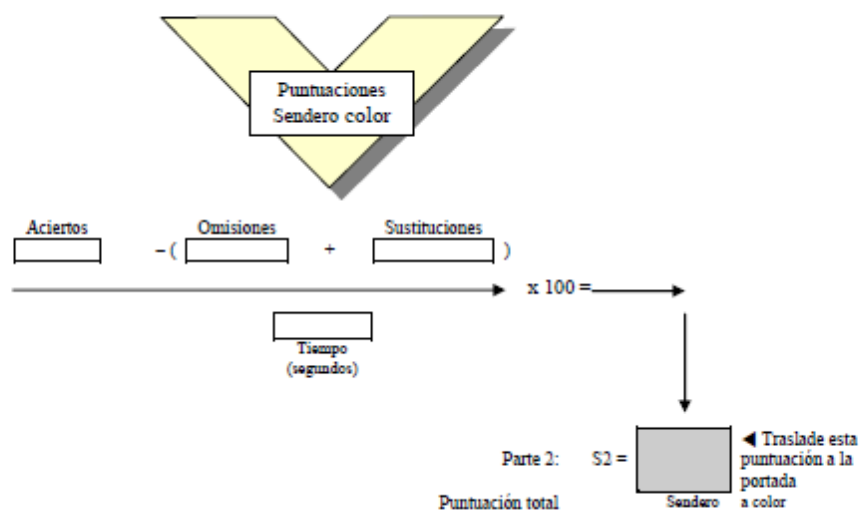 Puntuaciones
Sendero color
Aciertos Omisiones Sustituciones
– ( + )
x 100 =
Tiempo
(segundos)
Parte 2: S2 = ◀ Traslade esta
puntuación a la
portada
Puntuación total Sendero a color